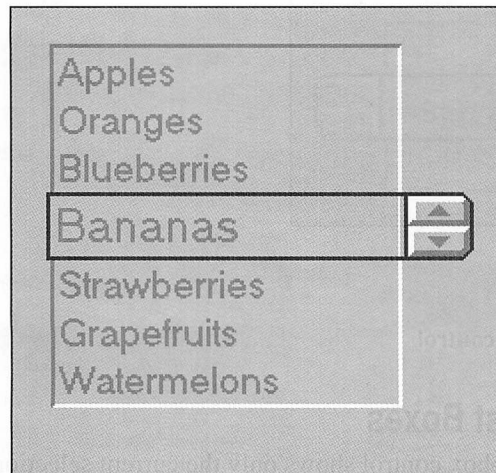 Apples
Oranges
Blueberries
Bananas
Strawberries
Grapefruits
Watermelons